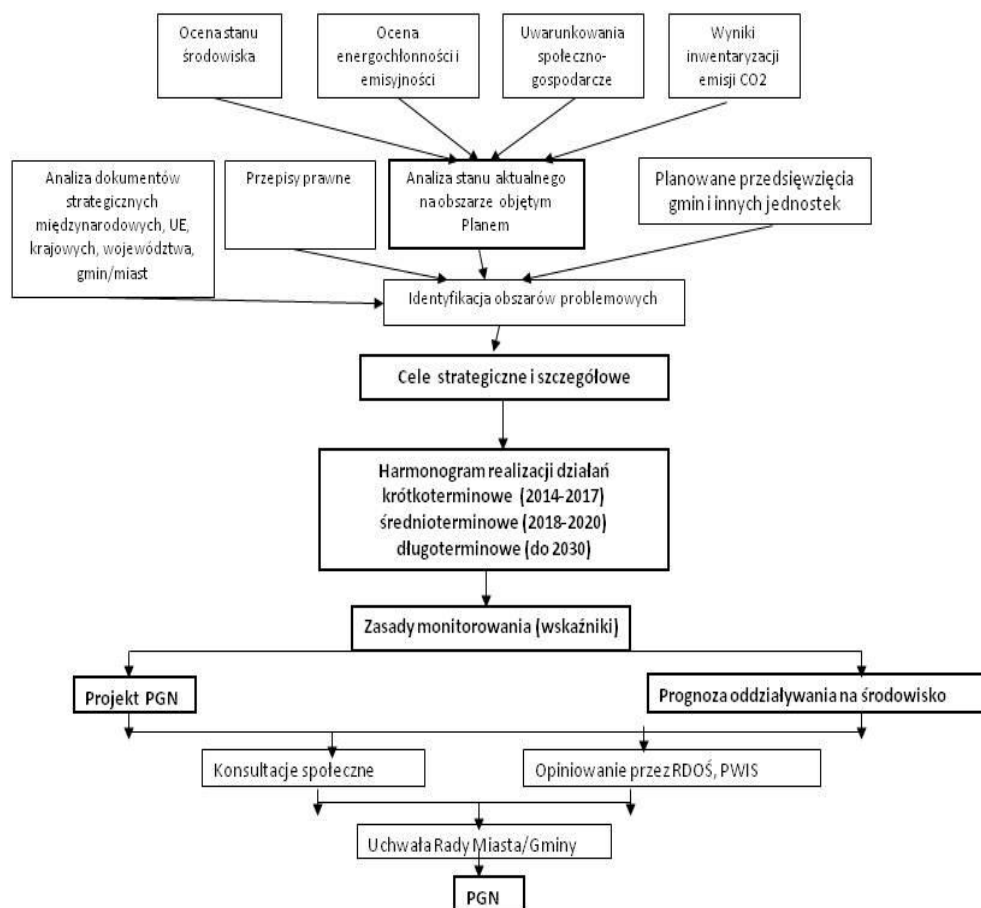 Ocena stanu
środowiska
Ocena
energochłonności i
emisyjności
Uwarunkowania
społeczno-
gospodarcze
Wyniki
inwentaryzacji
emisji CO2
Analiza dokumentów
strategicznych
międzynarodowych, UE,
krajowych, województwa,
gmin/miast
Przepisy prawne
Analiza stanu aktualnego
na obszarze objętym
Planem
Planowane przedsięwzięcia
gmin i innych jednostek
Identyfikacja obszarów problemowych
Cele strategiczne i szczegółowe
Harmonogram realizacji działań
krótkoterminowe (2014-2017)
średnioterminowe (2018-2020)
długoterminowe (do 2030)
Zasady monitorowania (wskaźniki)
Projekt PGN
Prognoza oddziaływania na środowisko
Konsultacje społeczne
Opiniowanie przez RDOŚ, PWIS
Uchwała Rady Miasta/Gminy
PGN